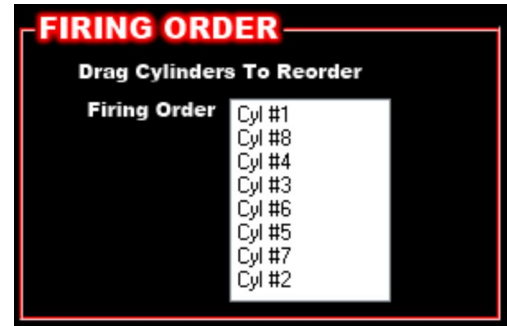 FIRING ORDER
Drag Cylinders To Reorder
Firing Order
Cyl #1
Cyl #8
Cyl #4
Cyl #3
Cyl #6
Cyl #5
Cyl #7
Cyl #2